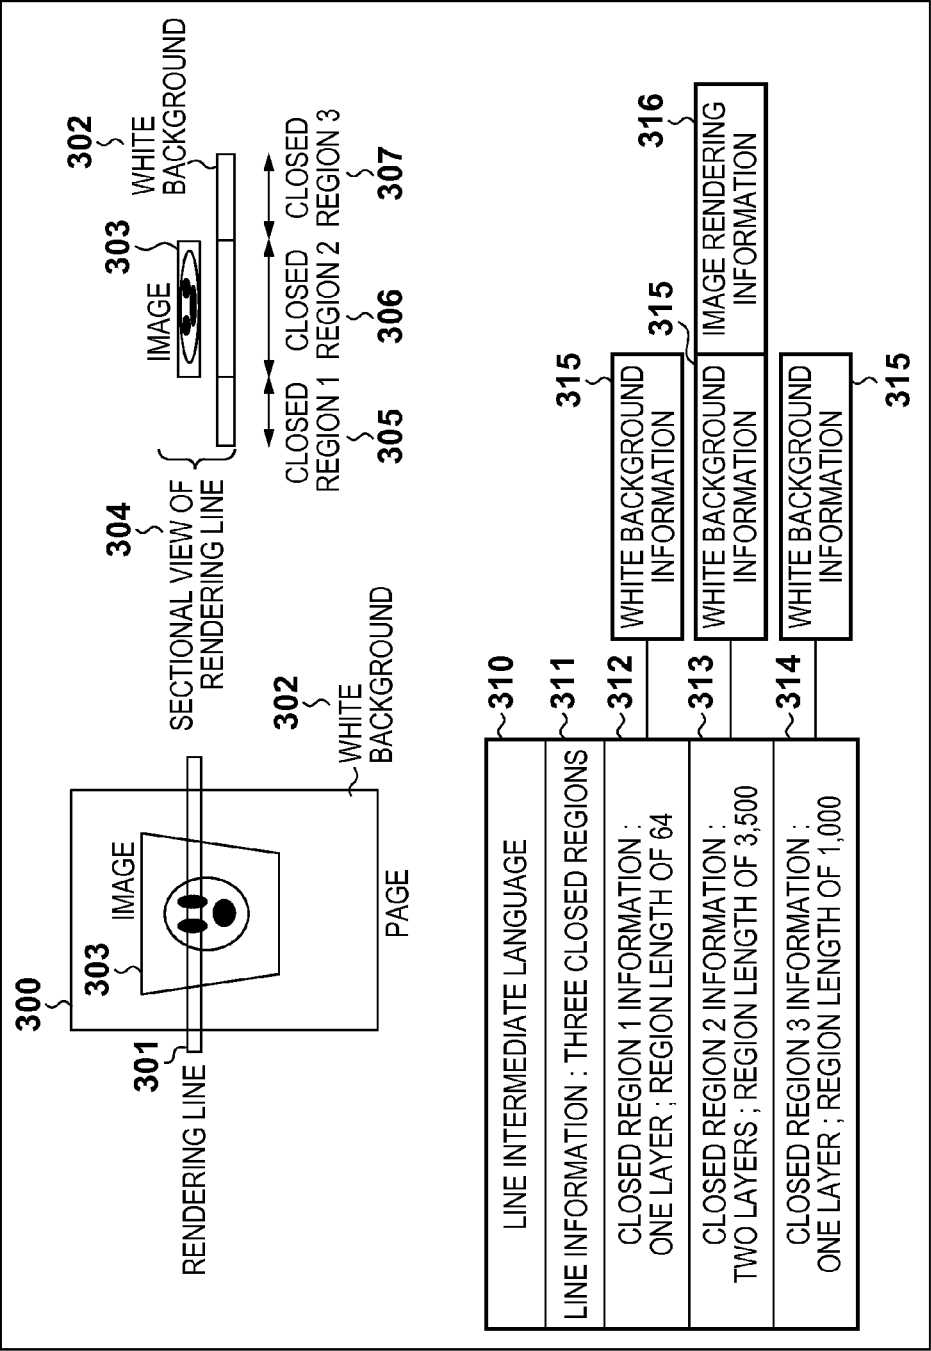 300
303
IMAGE
301
RENDERING LINE
302
WHITE
BACKGROUND
PAGE
304
SECTIONAL VIEW OF
RENDERING LINE
IMAGE
303
302
WHITE
BACKGROUND
CLOSED
REGION 1
305
CLOSED
REGION 2
306
CLOSED
REGION 3
307
LINE INTERMEDIATE LANGUAGE
310
LINE INFORMATION : THREE CLOSED REGIONS
311
CLOSED REGION 1 INFORMATION :
ONE LAYER ; REGION LENGTH OF 64
312
WHITE BACKGROUND
INFORMATION
315
CLOSED REGION 2 INFORMATION :
TWO LAYERS ; REGION LENGTH OF 3,500
313
WHITE BACKGROUND
INFORMATION
315
IMAGE RENDERING
INFORMATION
316
CLOSED REGION 3 INFORMATION :
ONE LAYER ; REGION LENGTH OF 1,000
314
WHITE BACKGROUND
INFORMATION
315